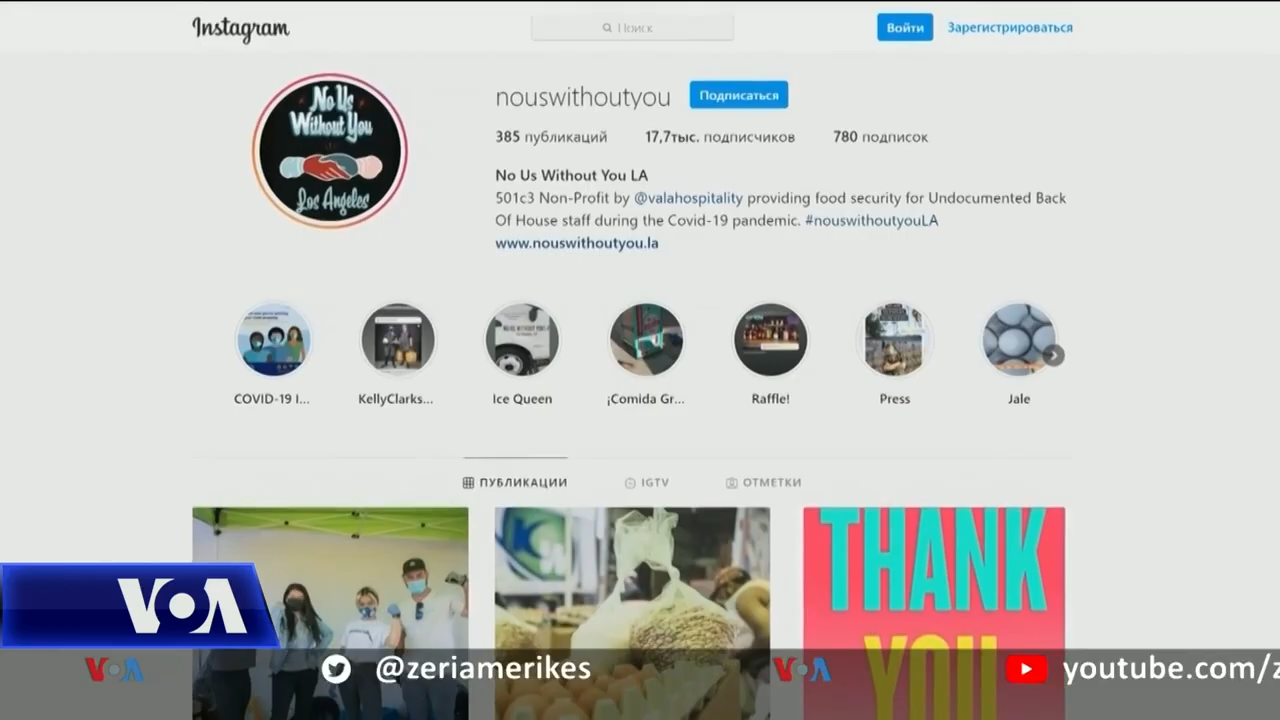 Instagram
Поиск
Войти
Зарегистрироваться
No Us
Without You
Los Angeles
nouswithoutyou
Подписаться
385 публикаций
17,7тыс. подписчиков
780 подписок
No Us Without You LA
501c3 Non-Profit by @valahospitality providing food security for Undocumented Back
Of House staff during the Covid-19 pandemic. #nouswithoutyouLA
www.nouswithoutyou.la
COVID-19 I...
KellyClarks...
Ice Queen
¡Comida Gr...
Raffle!
Press
Jale
ПУБЛИКАЦИИ
IGTV
ОТМЕТКИ
THANK
YOU
VOA
VOA
@zeriamerikes
VOA
youtube.com/z